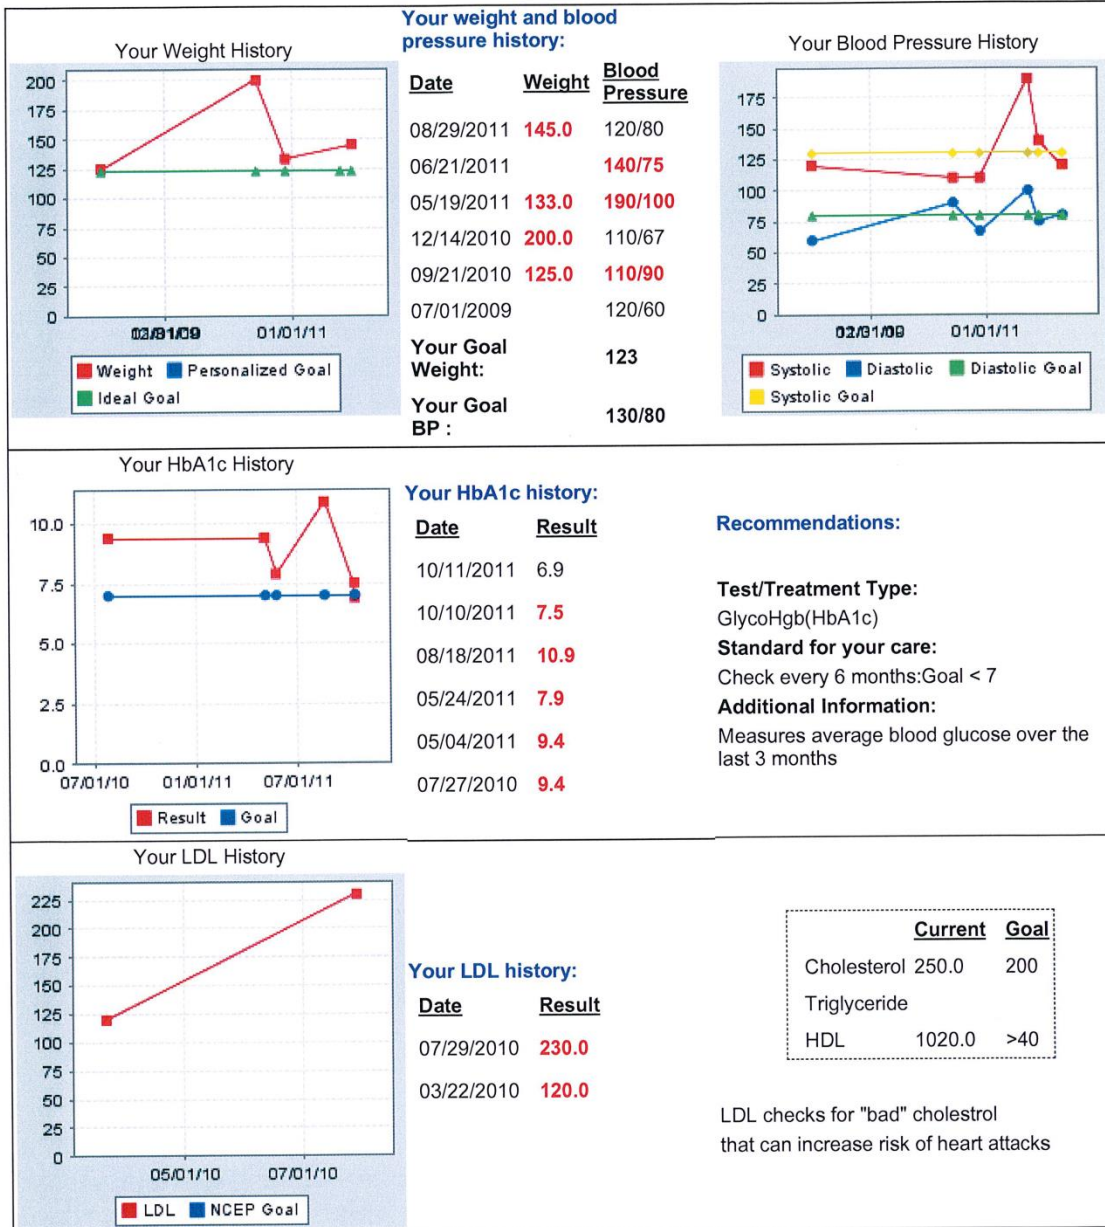 Your Weight History
200
175
150
125
100
75
50
25
0
01/01/11
Weight Personalized Goal
Ideal Goal
Your weight and blood
pressure history:
Date Weight Blood
Pressure
08/29/2011 145.0 120/80
06/21/2011 140/75
05/19/2011 133.0 190/100
12/14/2010 200.0 110/67
09/21/2010 125.0 110/90
07/01/2009 120/60
Your Goal
Weight: 123
Your Goal
BP : 130/80
Your Blood Pressure History
175
150
125
100
75
50
25
0
01/01/11
Systolic Diastolic Diastolic Goal
Systolic Goal
Your HbA1c History
10.0
7.5
5.0
2.5
0.0
07/01/10 01/01/11 07/01/11
Result Goal
Your HbA1c history:
Date Result
10/11/2011 6.9
10/10/2011 7.5
08/18/2011 10.9
05/24/2011 7.9
05/04/2011 9.4
07/27/2010 9.4
Recommendations:
Test/Treatment Type:
GlycoHgb(HbA1c)
Standard for your care:
Check every 6 months:Goal < 7
Additional Information:
Measures average blood glucose over the
last 3 months
Your LDL History
225
200
175
150
125
100
75
50
25
0
05/01/10 07/01/10
LDL NCEP Goal
Your LDL history:
Date Result
07/29/2010 230.0
03/22/2010 120.0
Current Goal
Cholesterol 250.0 200
Triglyceride
HDL 1020.0 >40
LDL checks for "bad" cholestrol
that can increase risk of heart attacks